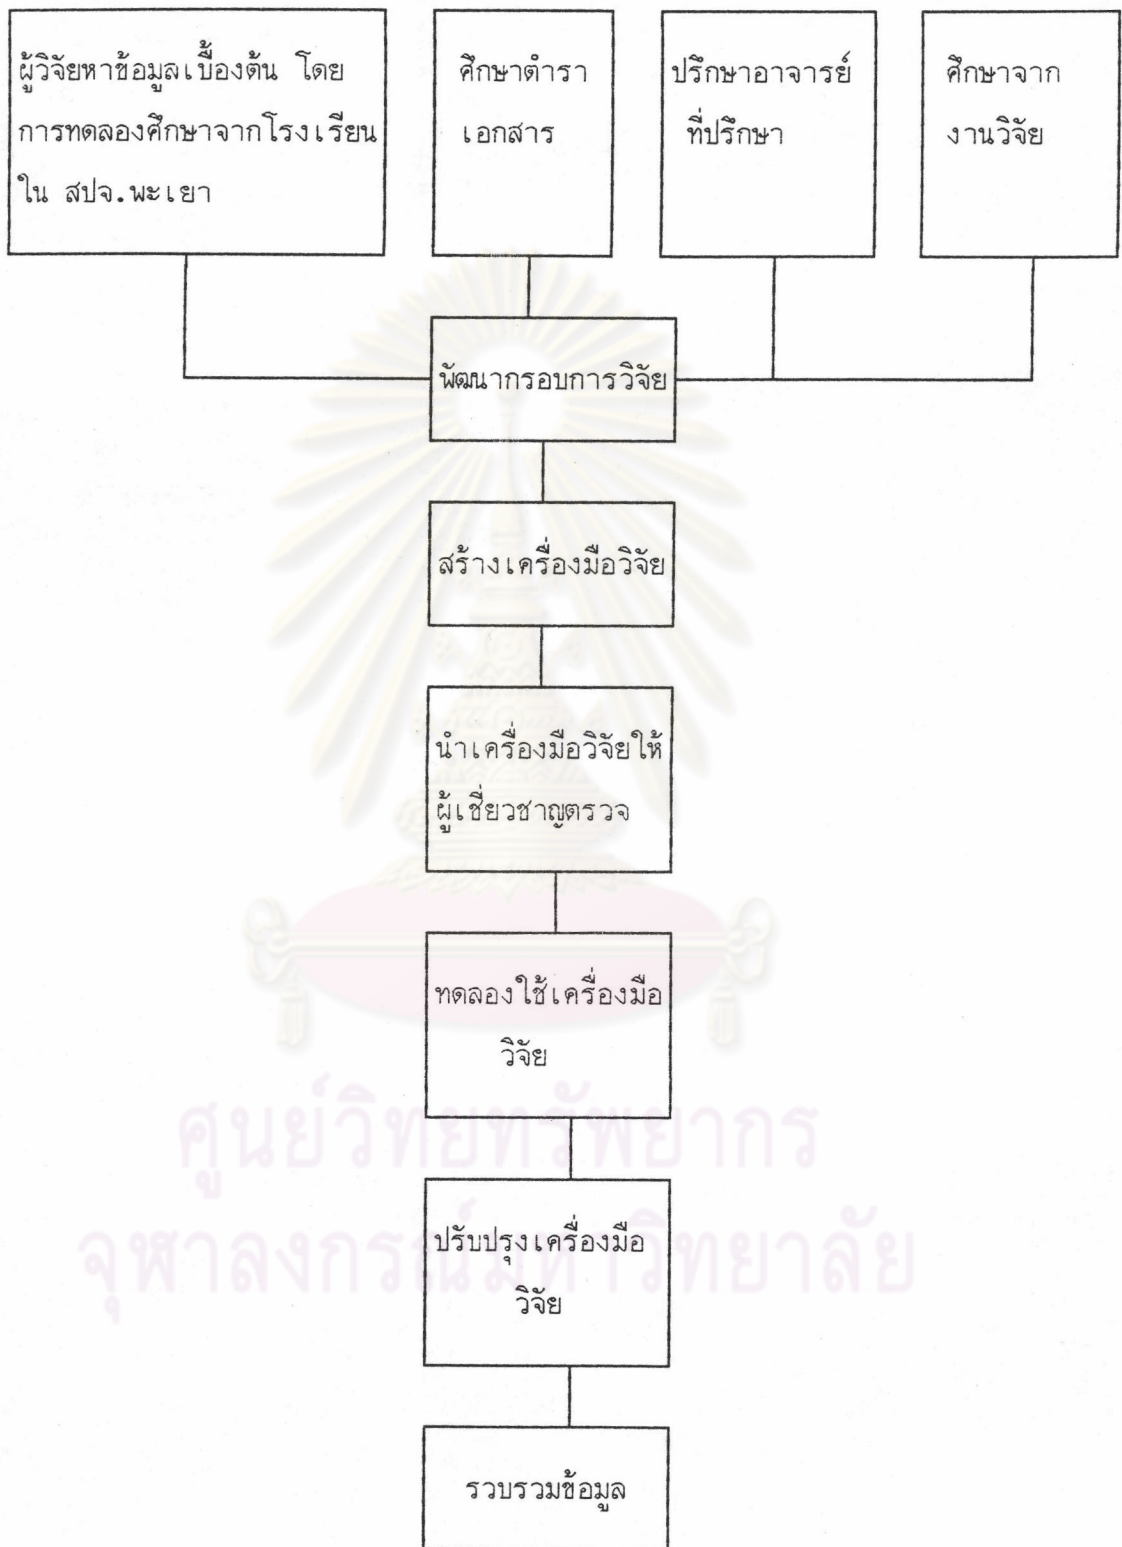 ผู้วิจัยหาข้อมูลเบื้องต้น โดย
การทดลองศึกษาจากโรงเรียน
ใน สปจ.พะเยา
ศึกษาตำรา
เอกสาร
ปรึกษาอาจารย์
ที่ปรึกษา
ศึกษาจาก
งานวิจัย
พัฒนากรอบการวิจัย
สร้างเครื่องมือวิจัย
นำเครื่องมือวิจัยให้
ผู้เชี่ยวชาญตรวจ
ทดลองใช้เครื่องมือ
วิจัย
ศูนย์วิทยทรัพยากร
ปรับปรุงเครื่องมือ
จุฬาลงกรณ์มหาวิทยาลัย
วิจัย
รวบรวมข้อมูล